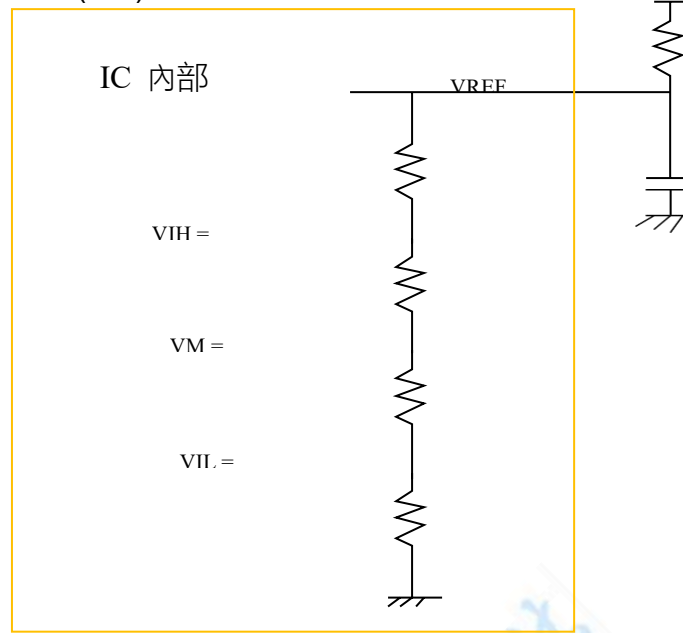 IC 內部
VREF
VIH =
VM =
VIL =